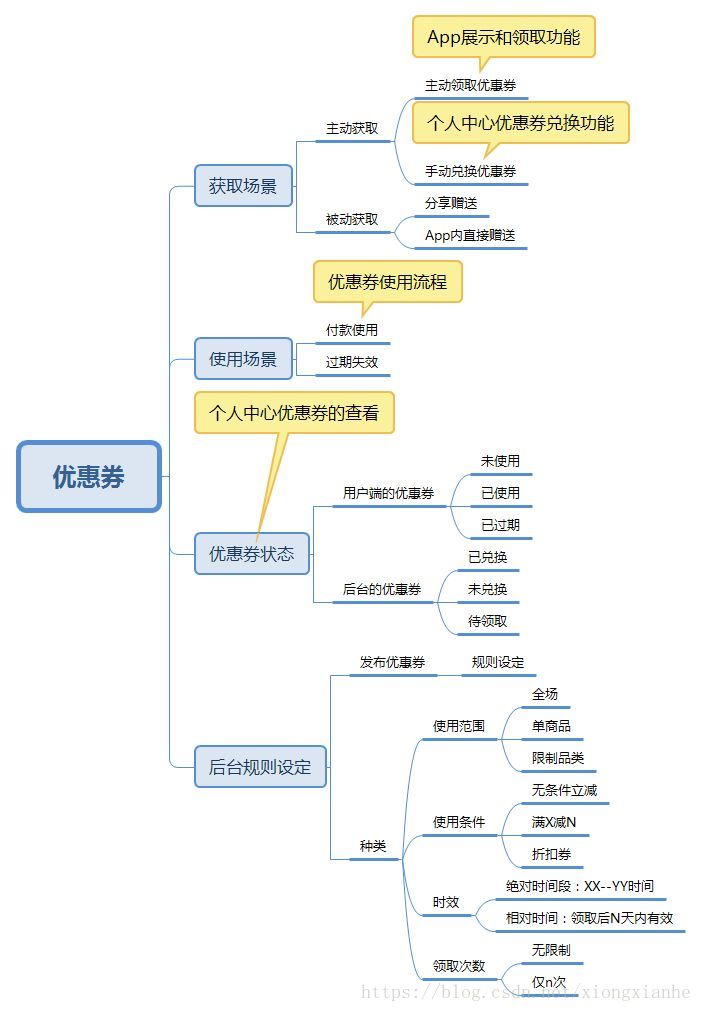 App展示和领取功能
主动领取优惠券
个人中心优惠券兑换功能
主动获取
手动兑换优惠券
获取场景
分享赠送
被动获取
App内直接赠送
优惠券使用流程
付款使用
使用场景
过期失效
个人中心优惠券的查看
优惠券
未使用
用户端的优惠券
已使用
已过期
优惠券状态
已兑换
后台的优惠券
未兑换
待领取
发布优惠券
规则设定
全场
使用范围
单商品
限制品类
后台规则设定
无条件立减
使用条件
满X减N
种类
折扣券
绝对时间段：XX--YY时间
时效
相对时间：领取后N天内有效
无限制
领取次数
仅n次
https://blog.csdn.net/xiongxianhe